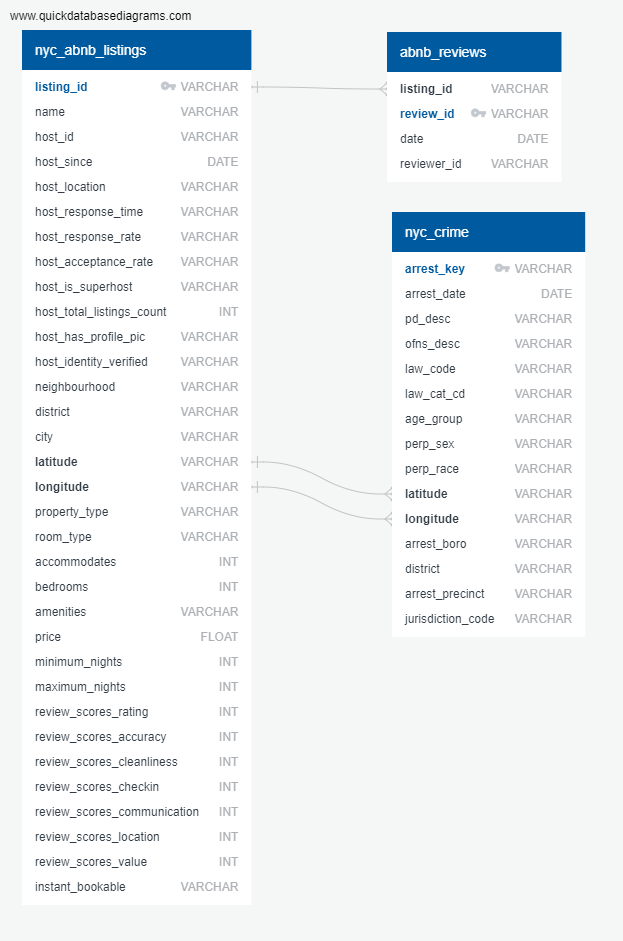 www.quickdatabasediagrams.com
nyc_abnb_listings
listing_id VARCHAR
name VARCHAR
host_id VARCHAR
host_since DATE
host_location VARCHAR
host_response_time VARCHAR
host_response_rate VARCHAR
host_acceptance_rate VARCHAR
host_is_superhost VARCHAR
host_total_listings_count INT
host_has_profile_pic VARCHAR
host_identity_verified VARCHAR
neighbourhood VARCHAR
district VARCHAR
city VARCHAR
latitude VARCHAR
longitude VARCHAR
property_type VARCHAR
room_type VARCHAR
accommodates INT
bedrooms INT
amenities VARCHAR
price FLOAT
minimum_nights INT
maximum_nights INT
review_scores_rating INT
review_scores_accuracy INT
review_scores_cleanliness INT
review_scores_checkin INT
review_scores_communication INT
review_scores_location INT
review_scores_value INT
instant_bookable VARCHAR
abnb_reviews
listing_id VARCHAR
review_id VARCHAR
date DATE
reviewer_id VARCHAR
nyc_crime
arrest_key VARCHAR
arrest_date DATE
pd_desc VARCHAR
ofns_desc VARCHAR
law_code VARCHAR
law_cat_cd VARCHAR
age_group VARCHAR
perp_sex VARCHAR
perp_race VARCHAR
latitude VARCHAR
longitude VARCHAR
arrest_boro VARCHAR
district VARCHAR
arrest_precinct VARCHAR
jurisdiction_code VARCHAR